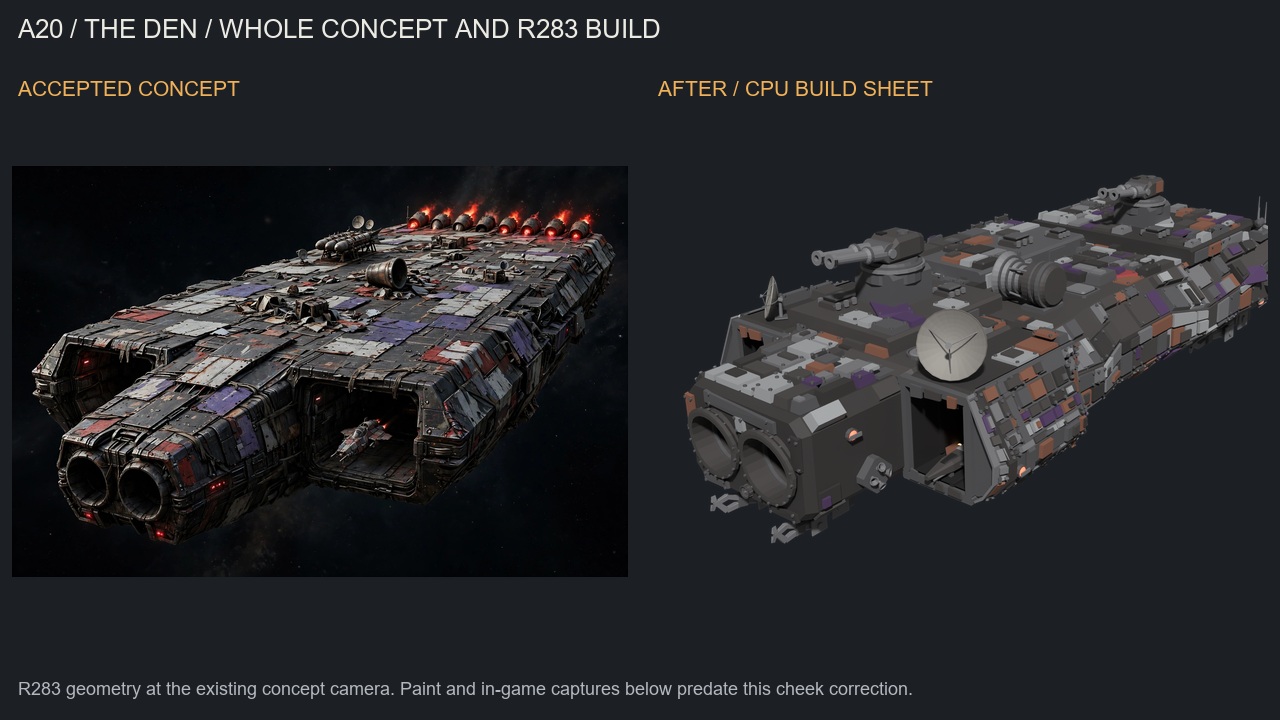 A20 / THE DEN / WHOLE CONCEPT AND R283 BUILD
ACCEPTED CONCEPT
AFTER / CPU BUILD SHEET
R283 geometry at the existing concept camera. Paint and in-game captures below predate this cheek correction.